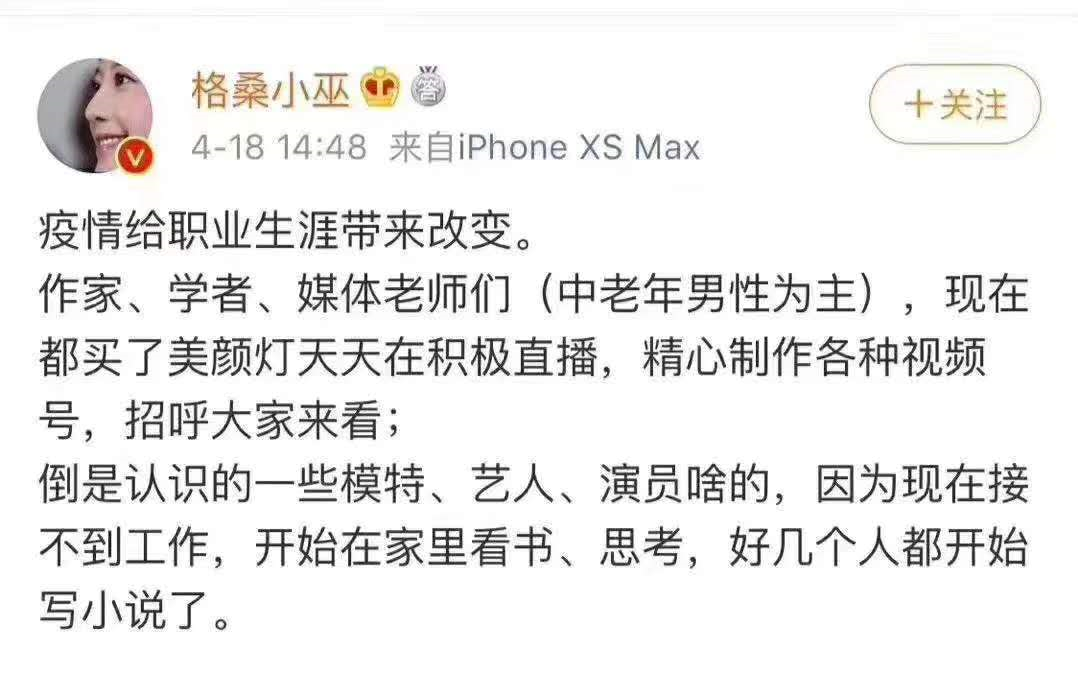 格桑小巫 答
+关注
4-18 14:48 来自iPhone XS Max
疫情给职业生涯带来改变。
作家、学者、媒体老师们（中老年男性为主），现在
都买了美颜灯天天在积极直播，精心制作各种视频
号，招呼大家来看；
倒是认识的一些模特、艺人、演员啥的，因为现在接
不到工作，开始在家里看书、思考，好几个人都开始
写小说了。